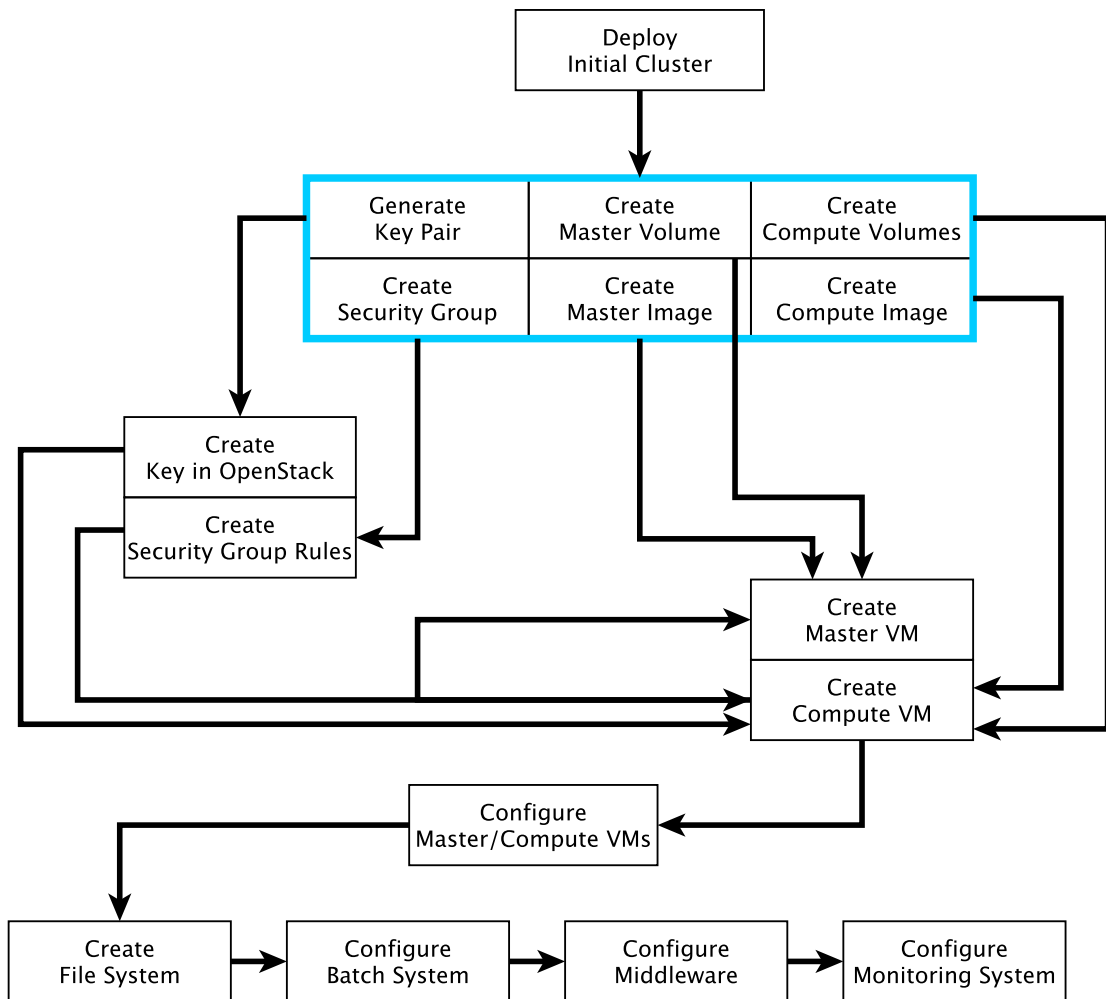 Deploy
Initial Cluster
Generate
Key Pair
Create
Master Volume
Create
Compute Volumes
Create
Security Group
Create
Master Image
Create
Compute Image
Create
Key in OpenStack
Create
Security Group Rules
Create
Master VM
Create
Compute VM
Configure
Master/Compute VMs
Create
File System
Configure
Batch System
Configure
Middleware
Configure
Monitoring System